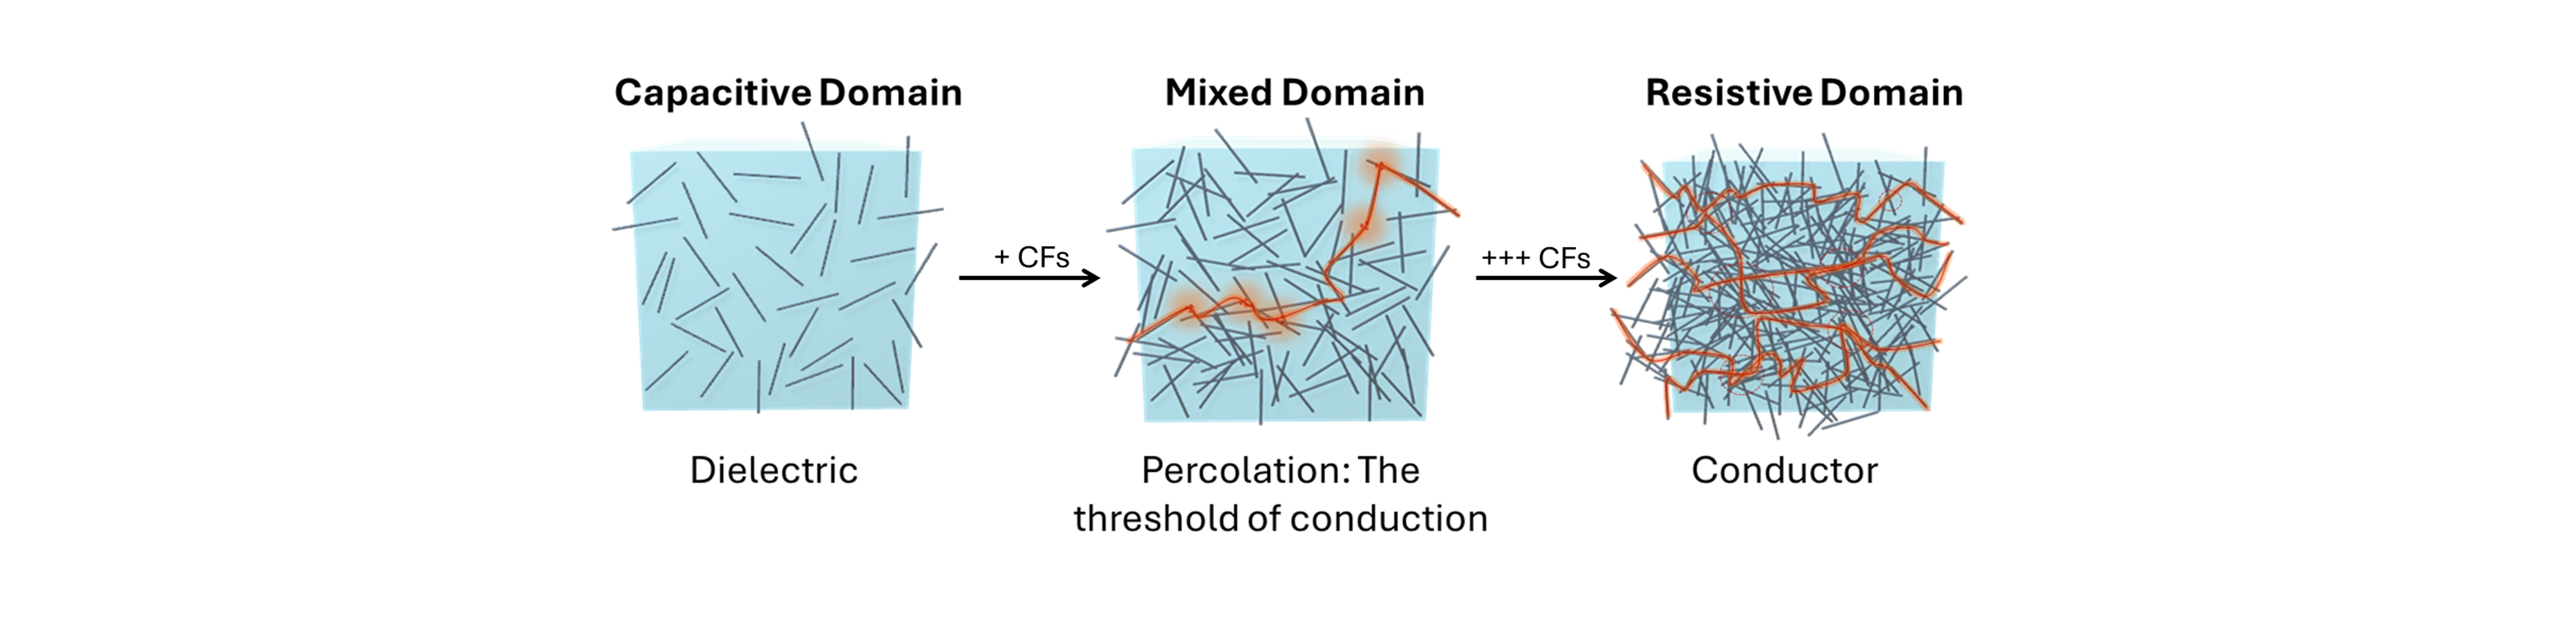 Capacitive Domain
Mixed Domain
Resistive Domain
+ CFs
+++ CFs
Dielectric
Percolation: The
threshold of conduction
Conductor